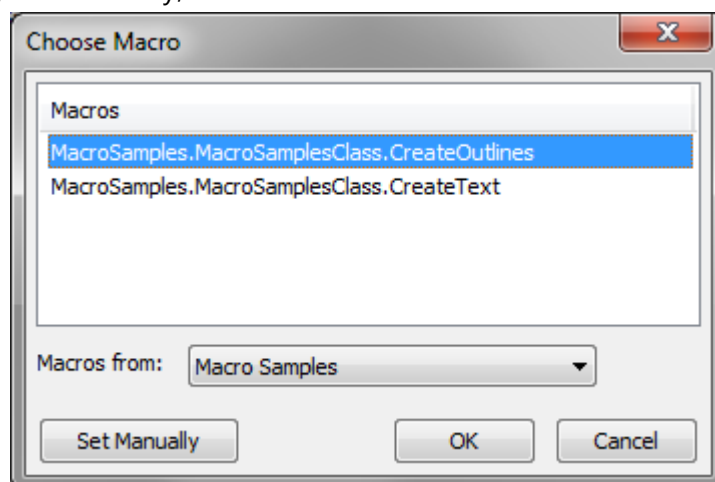 Choose Macro
Macros
MacroSamples.MacroSamplesClass.CreateOutlines
MacroSamples.MacroSamplesClass.CreateText
Macros from: Macro Samples
Set Manually OK Cancel